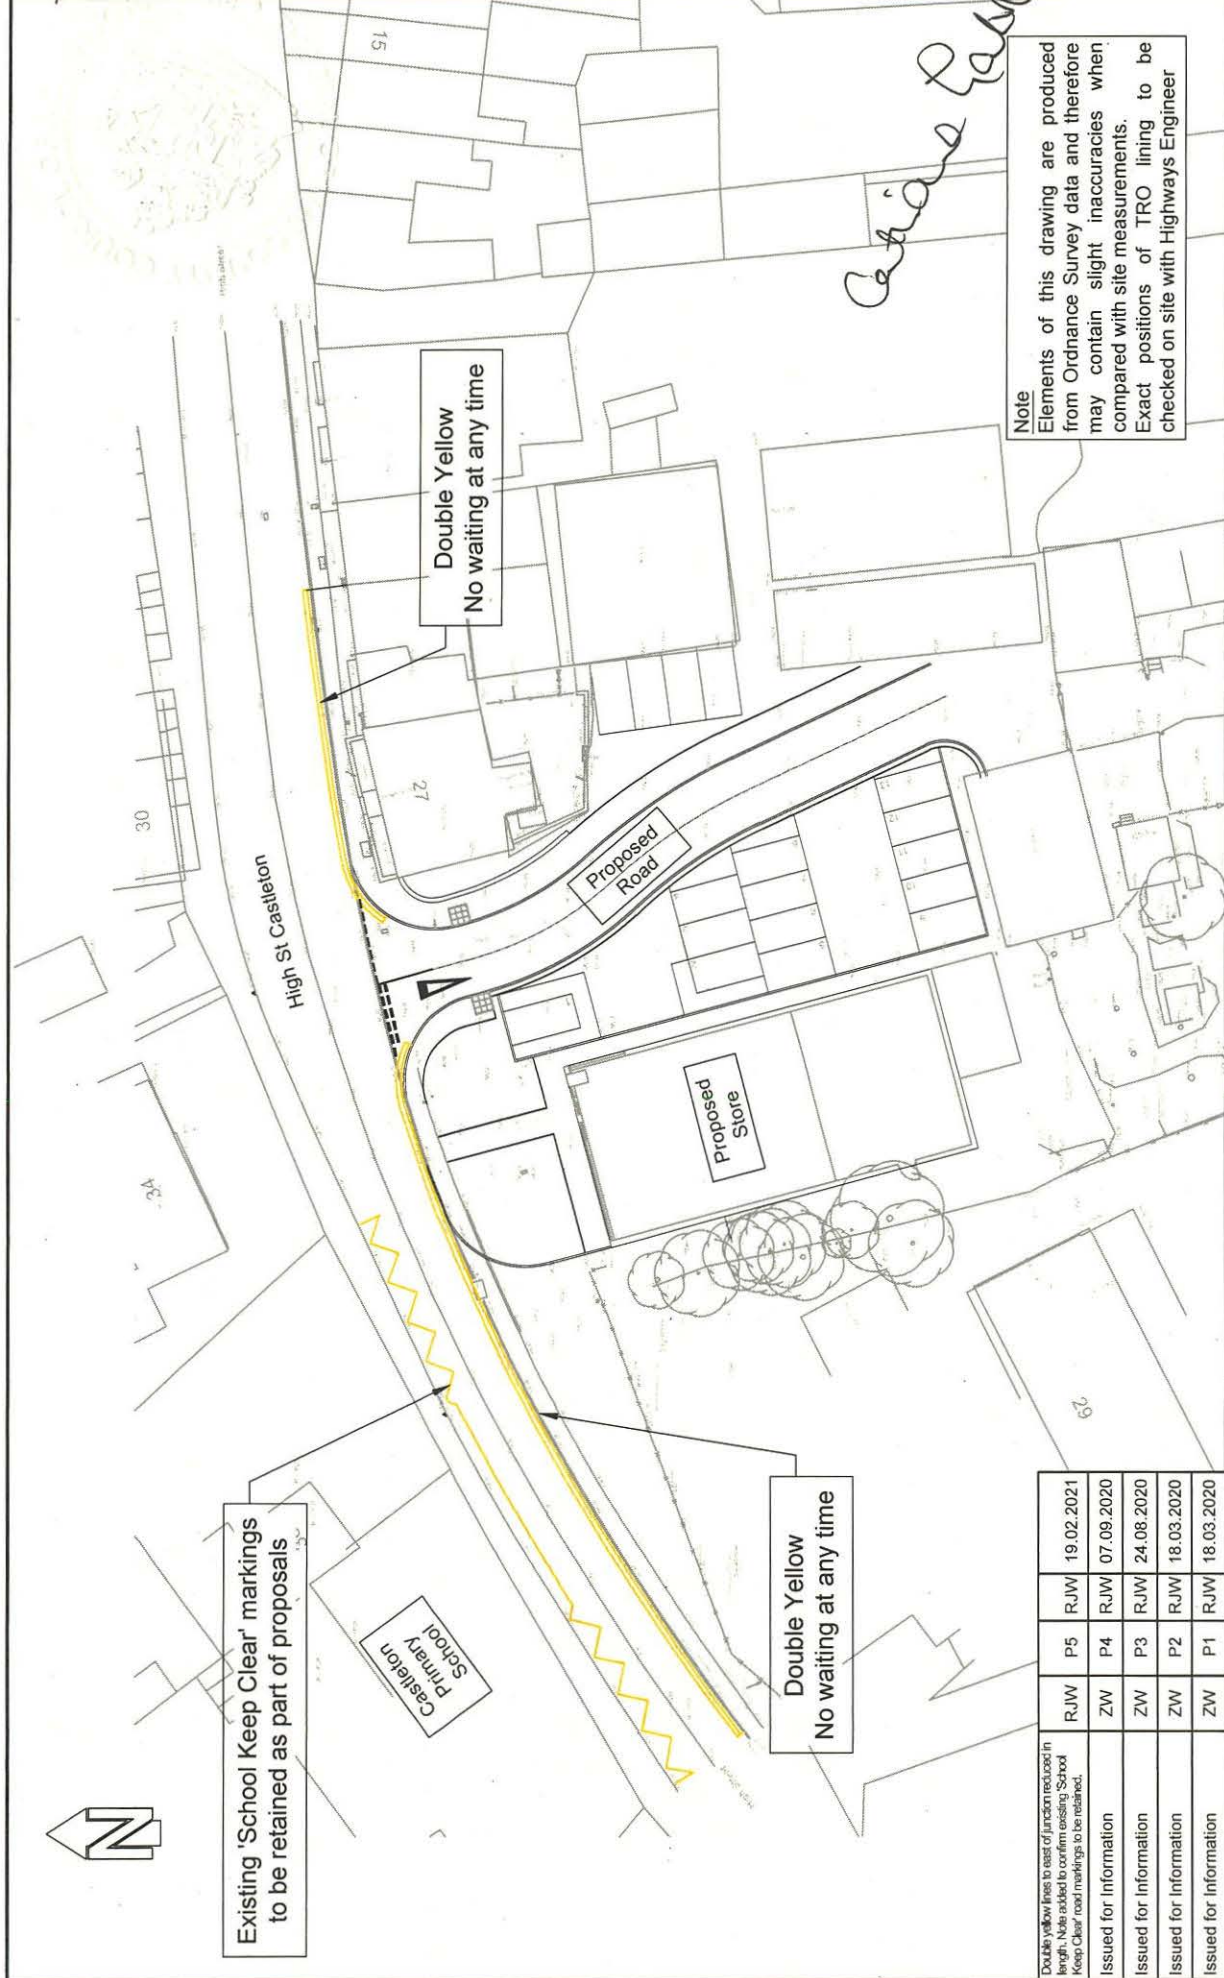 N
Existing 'School Keep Clear' markings
to be retained as part of proposals
Castleton
Primary
School
34
High St Castleton
30
Double Yellow
No waiting at any time
15
27
Proposed
Road
Proposed
Store
29
Double Yellow
No waiting at any time
Note
Elements of this drawing are produced
from Ordnance Survey data and therefore
may contain slight inaccuracies when
compared with site measurements.
Exact positions of TRO lining to be
checked on site with Highways Engineer
Double yellow lines to east of junction reduced in
length. Note added to confirm existing 'School
Keep Clear' road markings to be retained.
RJW P5 RJW 19.02.2021
Issued for Information ZW P4 RJW 07.09.2020
Issued for Information ZW P3 RJW 24.08.2020
Issued for Information ZW P2 RJW 18.03.2020
Issued for Information ZW P1 RJW 18.03.2020